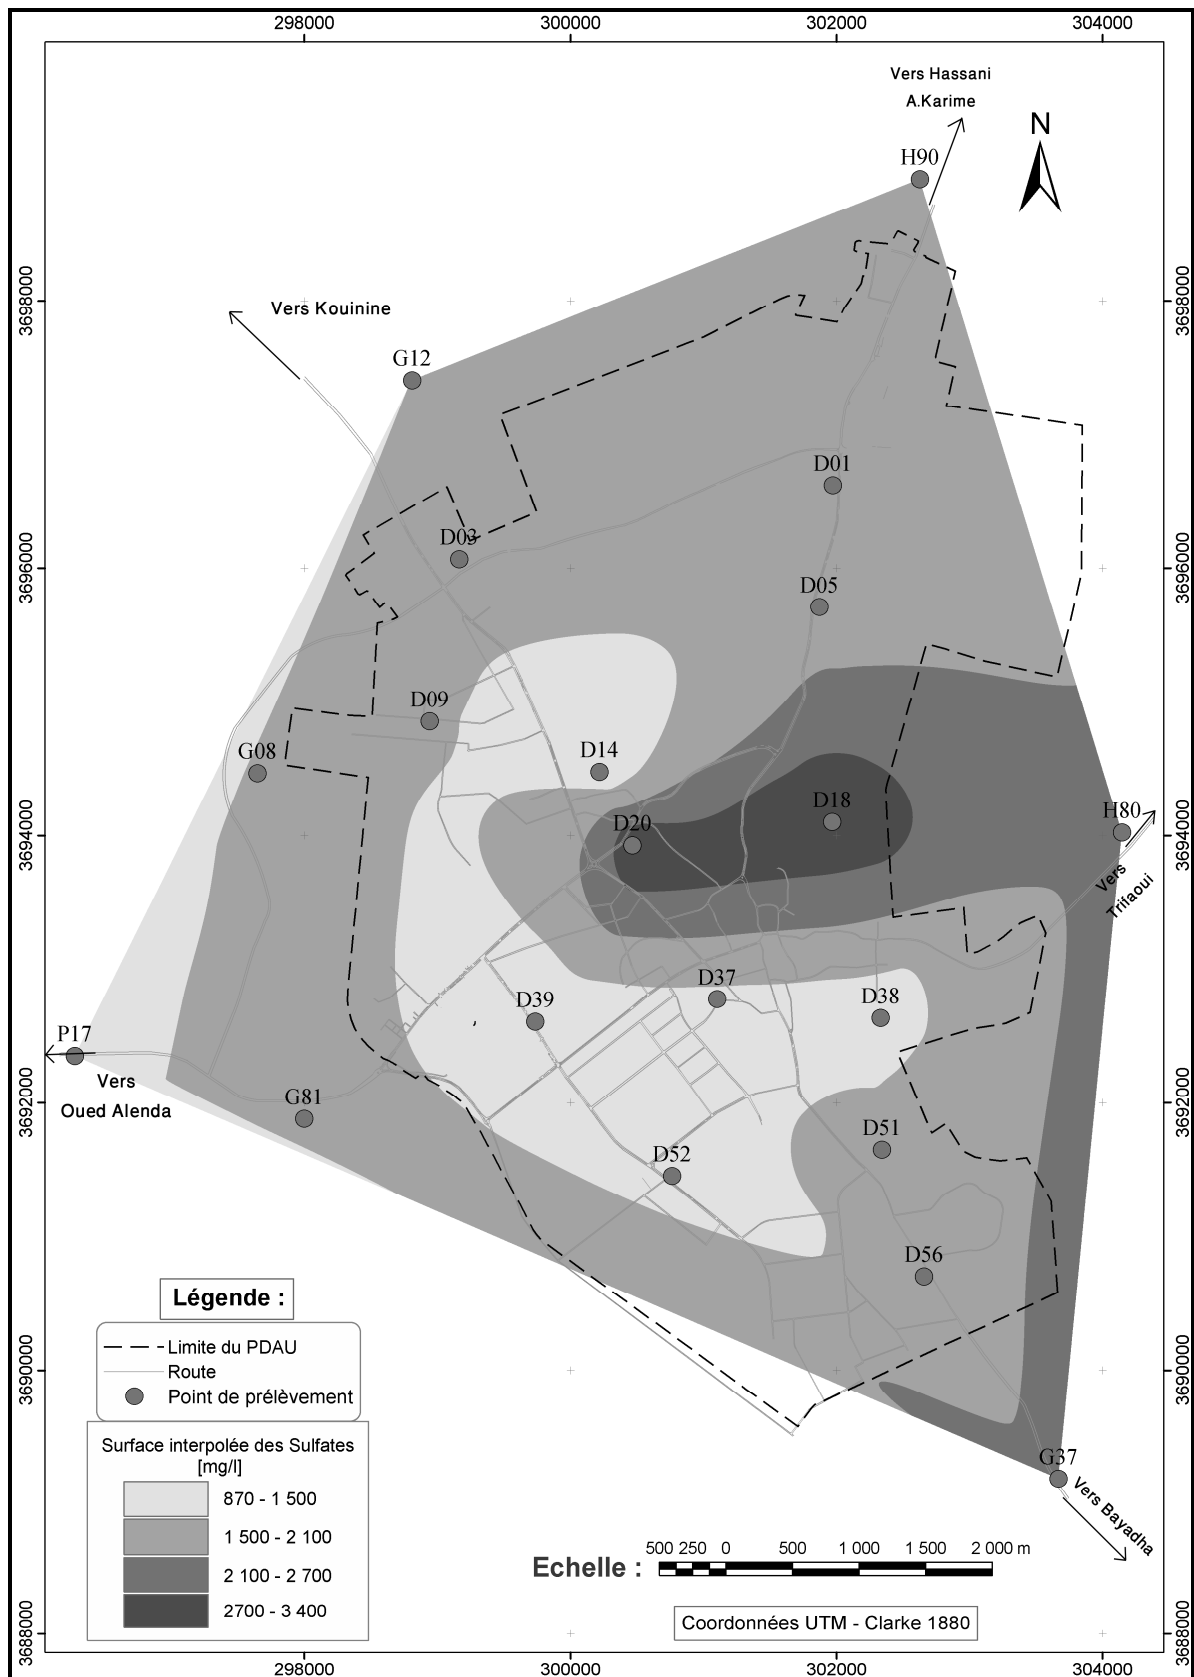 298000 300000 302000 304000
Vers Hassani
A.Karime
N
H90
3698000 3698000
Vers Kouinine
G12
D01
D03
3696000 3696000
D05
D09
G08 D14
D18
H80
D20
3694000 3694000
Vers
Trifaoui
D37
D38
D39
P17
Vers
Oued Alenda
G81
3692000 3692000
D51
D52
D56
Légende :
Limite du PDAU
Route
Point de prélèvement
3690000 3690000
Surface interpolée des Sulfates
[mg/l]
870 - 1 500
1 500 - 2 100
2 100 - 2 700
2700 - 3 400
G37
Vers Bayadha
Echelle :
500 250 0 500 1 000 1 500 2 000 m
Coordonnées UTM - Clarke 1880
3688000 3688000
298000 300000 302000 304000